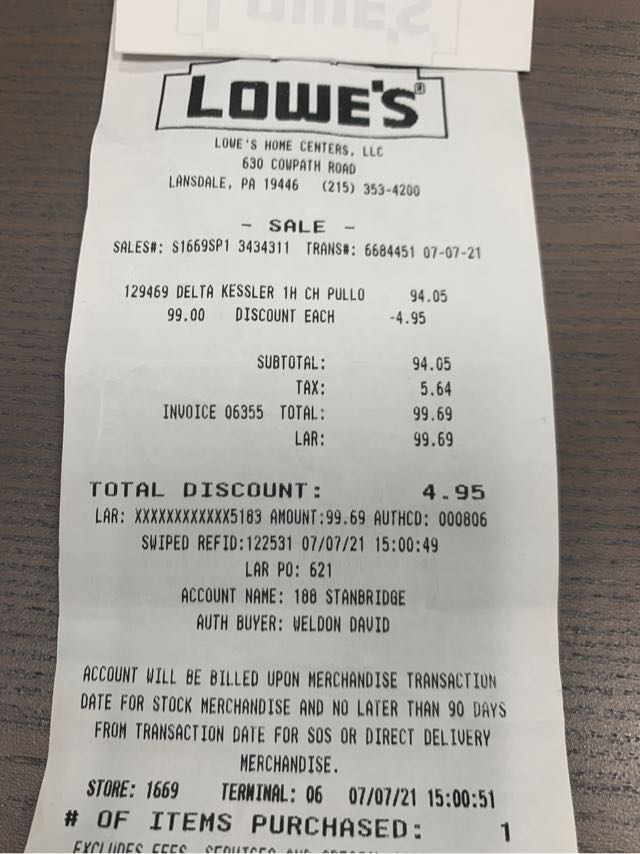 LOWE'S
LOWE'S HOME CENTERS, LLC
630 COWPATH ROAD
LANSDALE, PA 19446 (215) 353-4200
- SALE -
SALES#: S1669SP1 3434311 TRANS#: 6684451 07-07-21
129469 DELTA KESSLER 1H CH PULLO 94.05
99.00 DISCOUNT EACH -4.95
SUBTOTAL: 94.05
TAX: 5.64
INVOICE 06355 TOTAL: 99.69
LAR: 99.69
TOTAL DISCOUNT: 4.95
LAR: XXXXXXXXXXXX5183 AMOUNT:99.69 AUTHCD: 000806
SWIPED REFID:122531 07/07/21 15:00:49
LAR PO: 621
ACCOUNT NAME: 188 STANBRIDGE
AUTH BUYER: WELDON DAVID
ACCOUNT WILL BE BILLED UPON MERCHANDISE TRANSACTION
DATE FOR STOCK MERCHANDISE AND NO LATER THAN 90 DAYS
FROM TRANSACTION DATE FOR SOS OR DIRECT DELIVERY
MERCHANDISE.
STORE: 1669 TERMINAL: 06 07/07/21 15:00:51
# OF ITEMS PURCHASED: 1
EXCLUDES FEES, SERVICES AND